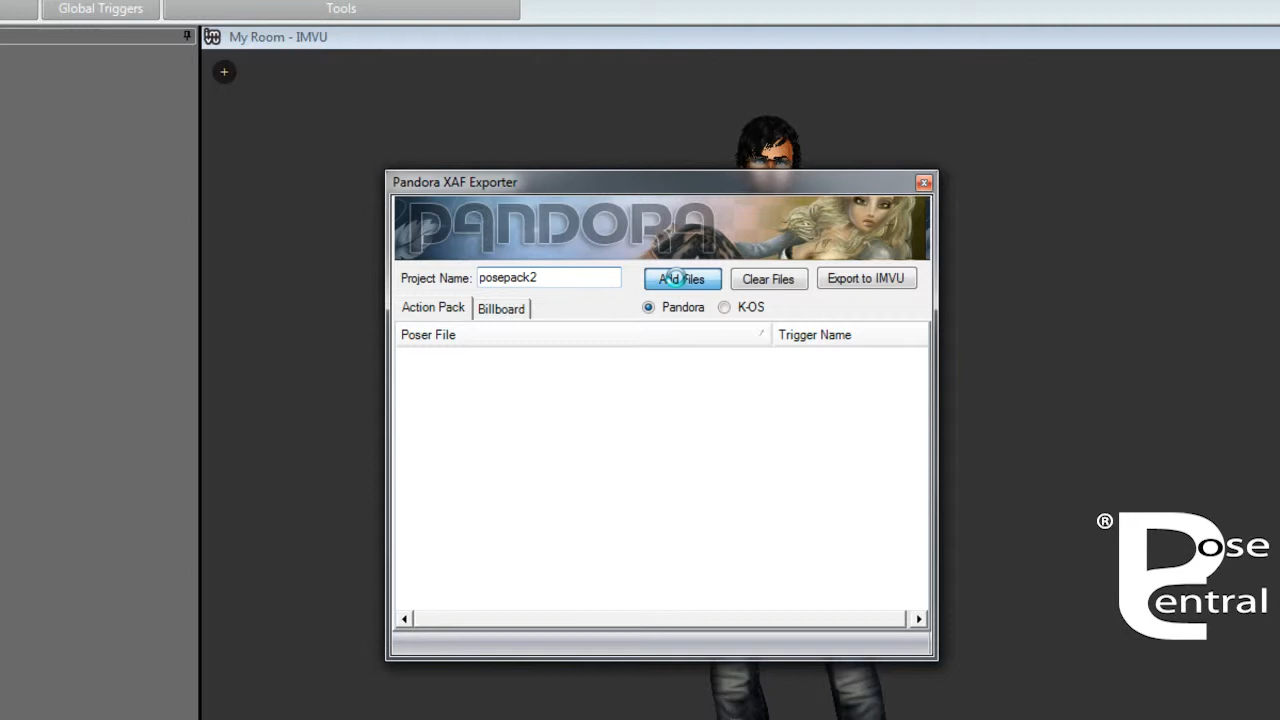 Global Triggers
Tools
My Room - IMVU
Pandora XAF Exporter
PANDORA
Project Name: posepack2
Add Files
Clear Files
Export to IMVU
Action Pack
Billboard
Pandora
K-OS
Poser File
Trigger Name
®
Pose
Central